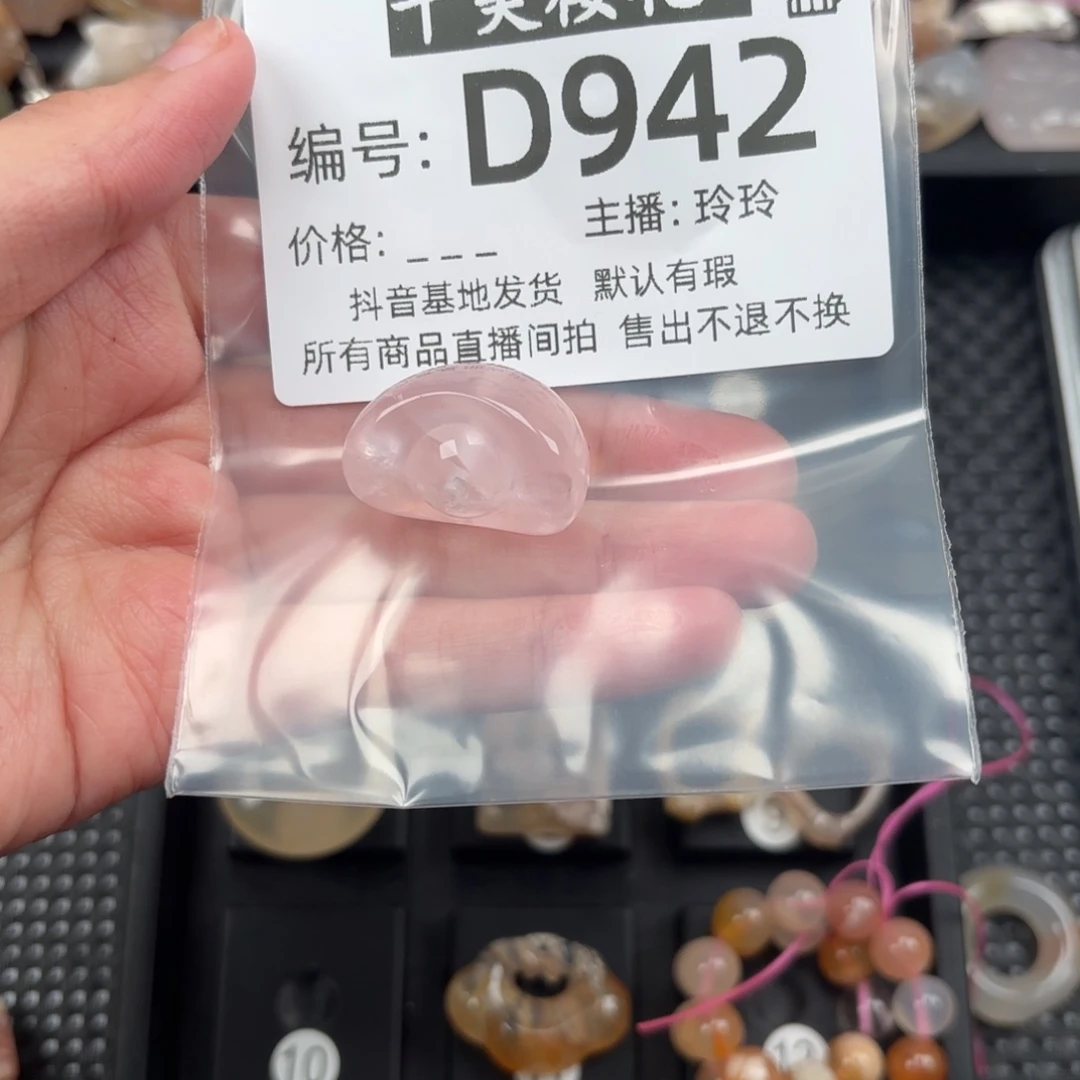 编号: D942
价格: _ _ _ 主播: 玲玲
抖音基地发货 默认有瑕
所有商品直播间拍 售出不退不换
10
12